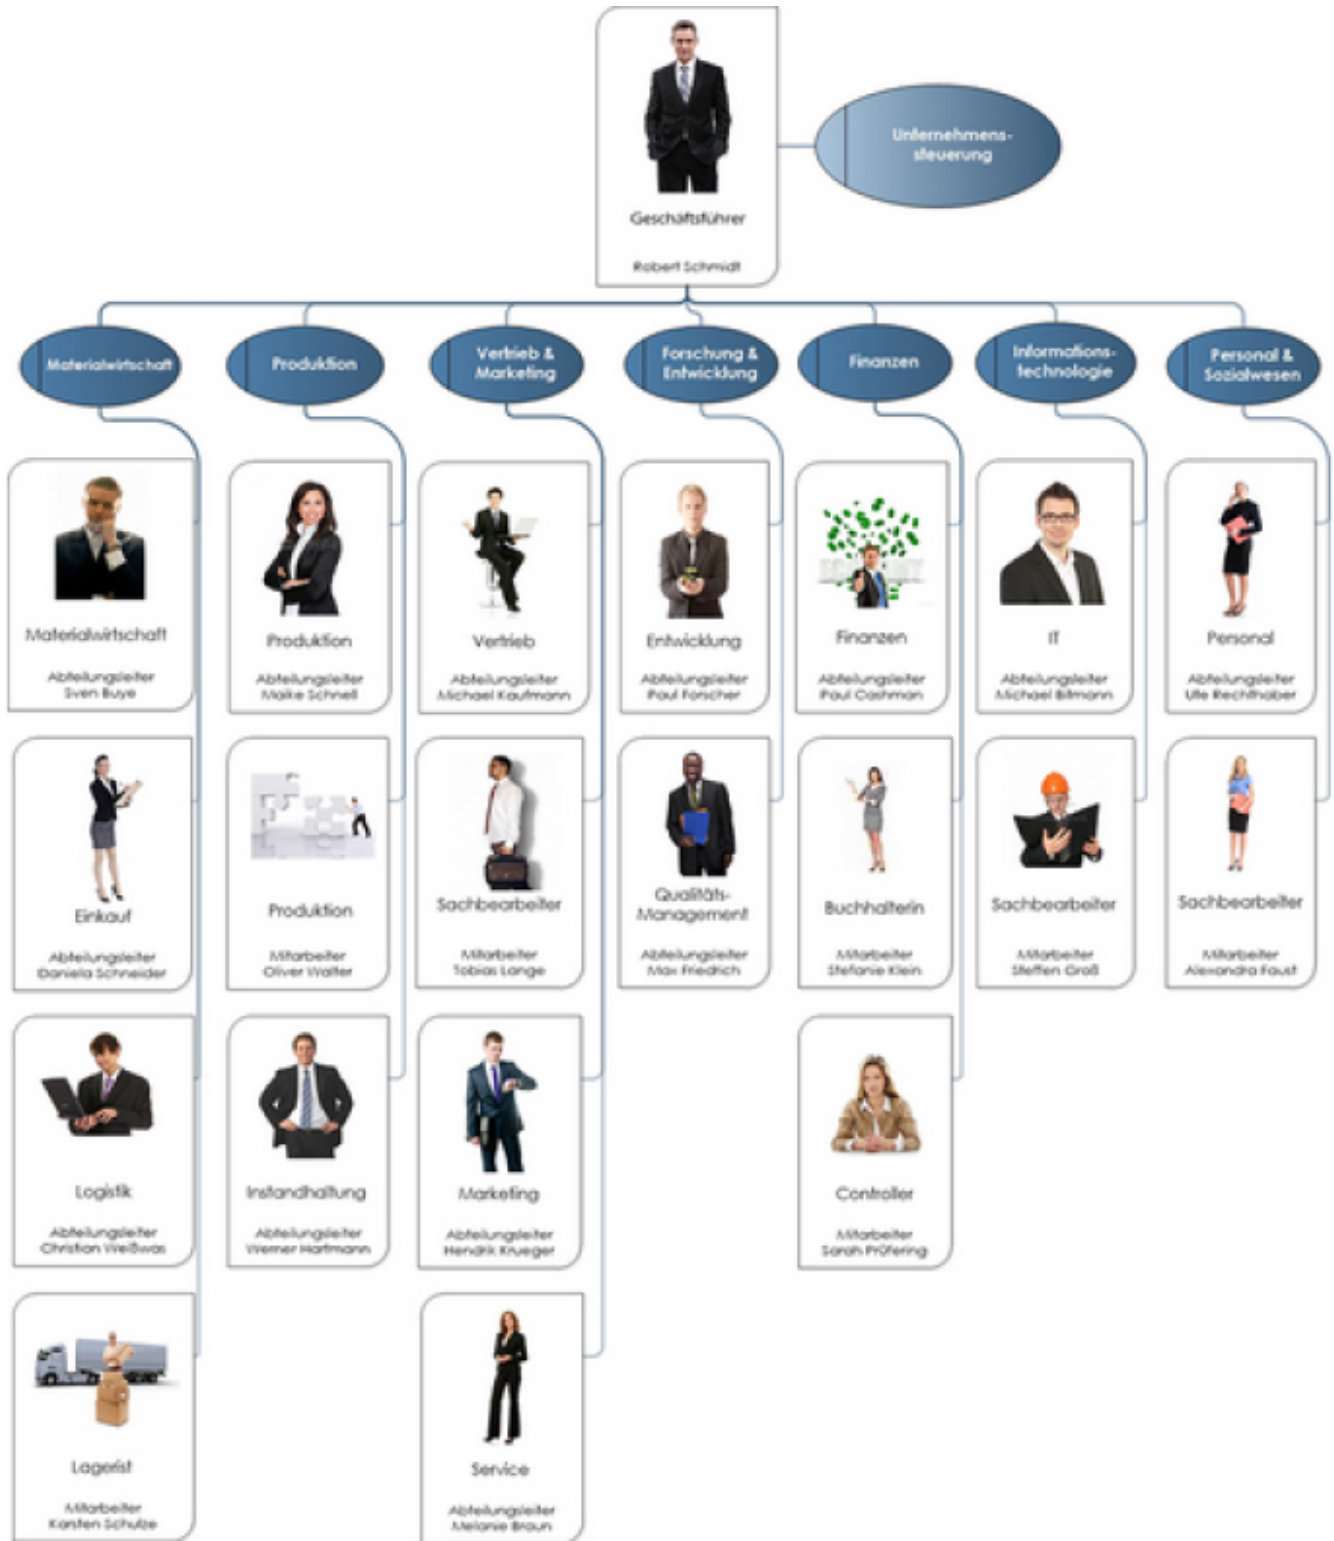 Unternehmens-
steuerung
Geschäftsführer
Robert Schmidt
Materialwirtschaft
Produktion
Vertrieb &
Marketing
Forschung &
Entwicklung
Finanzen
Informations-
technologie
Personal &
Sozialwesen
Materialwirtschaft
Abteilungsleiter
Sven Buye
Produktion
Abteilungsleiter
Maike Schnell
Vertrieb
Abteilungsleiter
Michael Kaufmann
Entwicklung
Abteilungsleiter
Paul Forscher
Finanzen
Abteilungsleiter
Paul Cashman
IT
Abteilungsleiter
Michael Bitmann
Personal
Abteilungsleiter
Ute Rechthaber
Einkauf
Abteilungsleiter
Daniela Schneider
Produktion
Mitarbeiter
Oliver Walter
Sachbearbeiter
Mitarbeiter
Tobias Lange
Qualitäts-
Management
Abteilungsleiter
Max Friedrich
Buchhalterin
Mitarbeiter
Stefanie Klein
Sachbearbeiter
Mitarbeiter
Steffen Groß
Sachbearbeiter
Mitarbeiter
Alexandra Faust
Logistik
Abteilungsleiter
Christian Weißwas
Instandhaltung
Abteilungsleiter
Werner Hartmann
Marketing
Abteilungsleiter
Hendrik Krueger
Controller
Mitarbeiter
Sarah Prüfering
Lagerist
Mitarbeiter
Karsten Schulze
Service
Abteilungsleiter
Melanie Braun